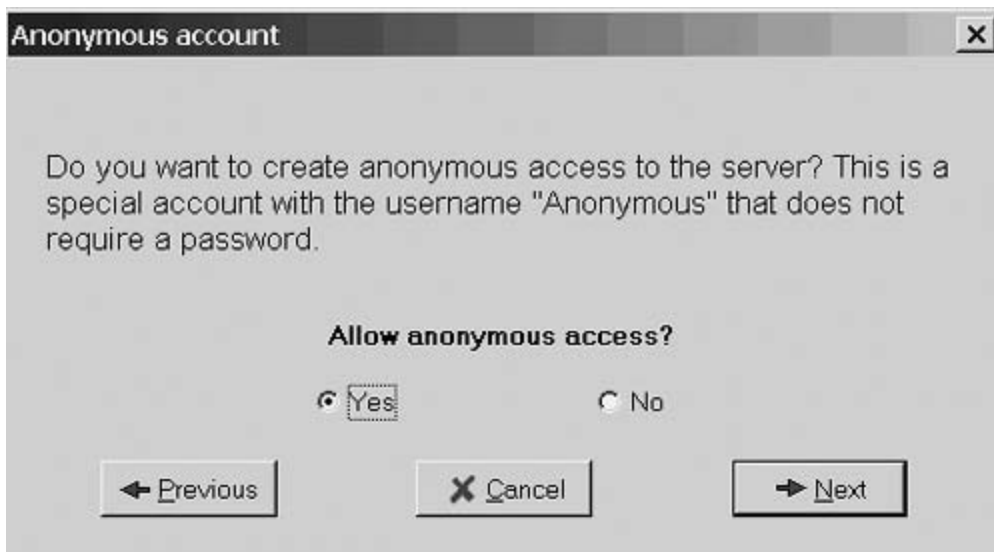 Anonymous account
Do you want to create anonymous access to the server? This is a
special account with the username "Anonymous" that does not
require a password.
Allow anonymous access?
Yes
No
Previous
Cancel
Next